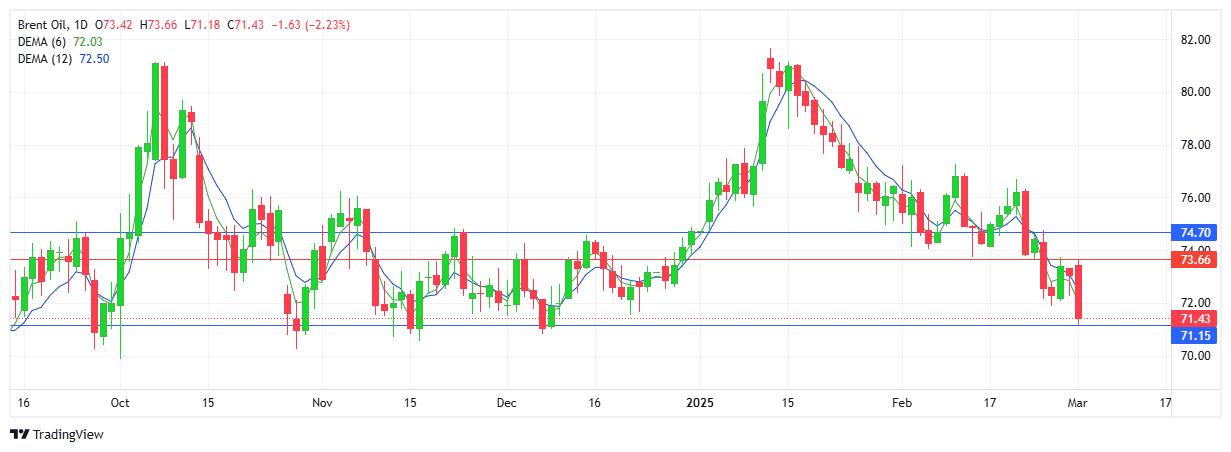 Brent Oil, 1D O73.42 H73.66 L71.18 C71.43 −1.63 (−2.23%)
DEMA (6) 72.03
DEMA (12) 72.50
82.00
80.00
78.00
76.00
74.70
74.00
73.66
72.00
71.43
71.15
70.00
16 Oct 15 Nov 15 Dec 16 2025 15 Feb 17 Mar 17
TradingView